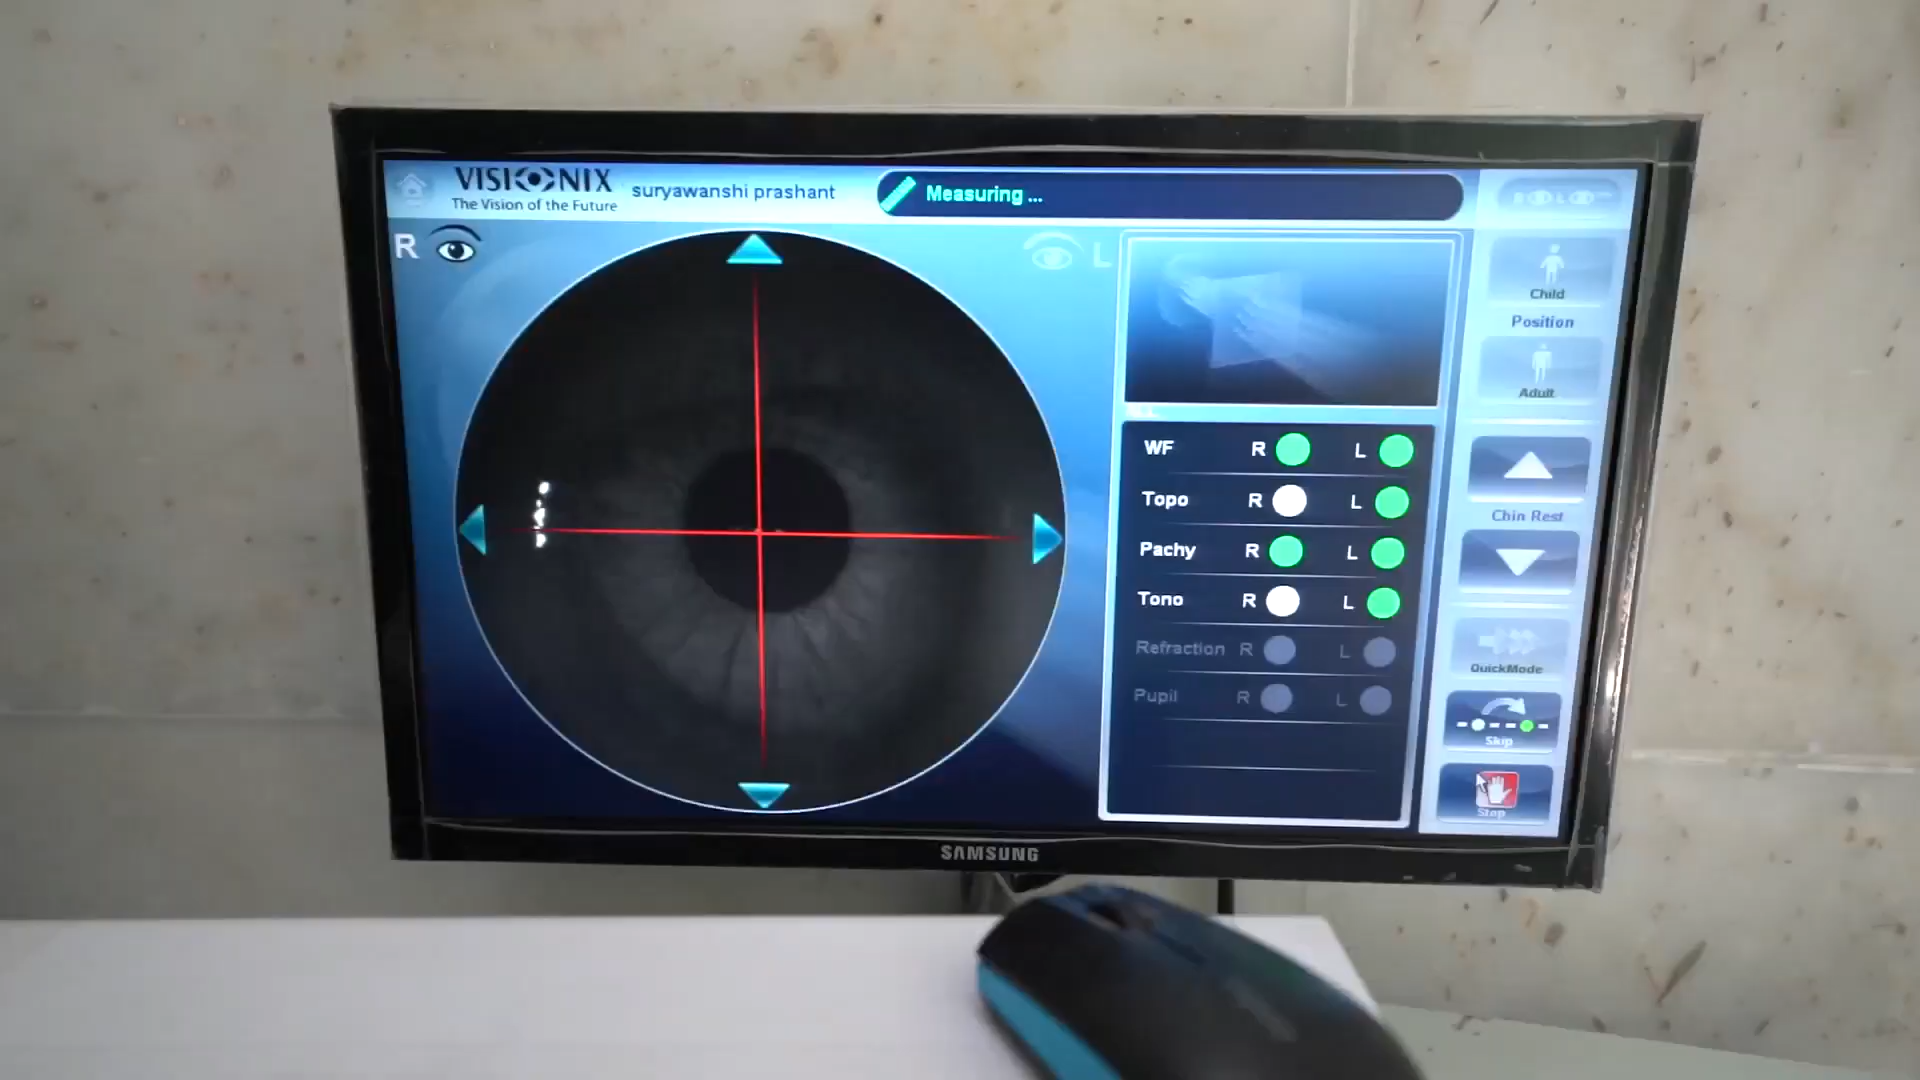 VISIONIX
The Vision of the Future
suryawanshi prashant
Measuring ...
R
L
Child
Position
Adult
WF R L
Topo R L
Pachy R L
Tono R L
Refraction R L
Pupil R L
Chin Rest
QuickMode
Skip
Stop
SAMSUNG